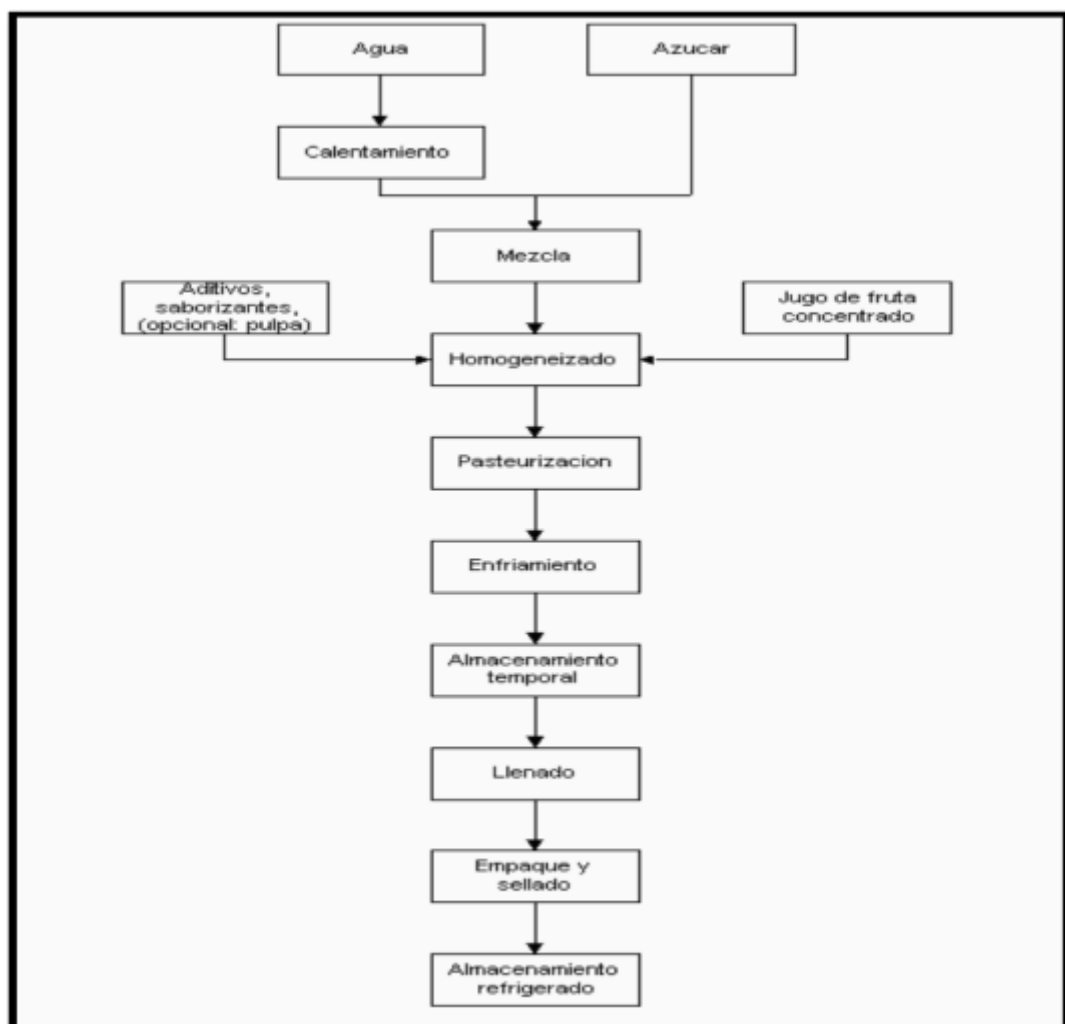 Agua
Azucar
Calentamiento
Mezcla
Aditivos,
saborizantes,
(opcional: pulpa)
Jugo de fruta
concentrado
Homogeneizado
Pasteurizacion
Enfriamiento
Almacenamiento
temporal
Llenado
Empaque y
sellado
Almacenamiento
refrigerado